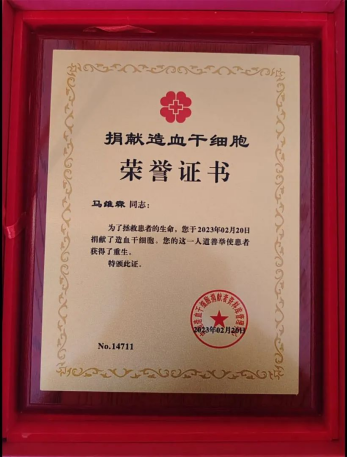 捐献造血干细胞
荣誉证书
马维霖 同志：
为了拯救患者的生命，您于2023年02月20日
捐献了造血干细胞。您的这一人道善举使患者
获得了重生。
特颁此证。
2023年02月20日
No.14711